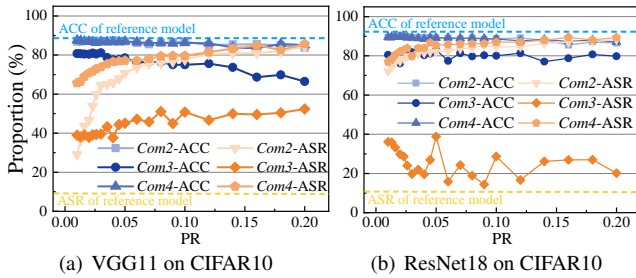 ACC of reference model
100
80
60
40
20
0
Proportion (%)
Com2-ACC
Com2-ASR
Com3-ACC
Com3-ASR
Com4-ACC
Com4-ASR
ASR of reference model
0.00 0.05 0.10 0.15 0.20
PR
(a) VGG11 on CIFAR10
ACC of reference model
100
80
60
40
20
0
Com2-ACC
Com2-ASR
Com3-ACC
Com3-ASR
Com4-ACC
Com4-ASR
ASR of reference model
0.00 0.05 0.10 0.15 0.20
PR
(b) ResNet18 on CIFAR10